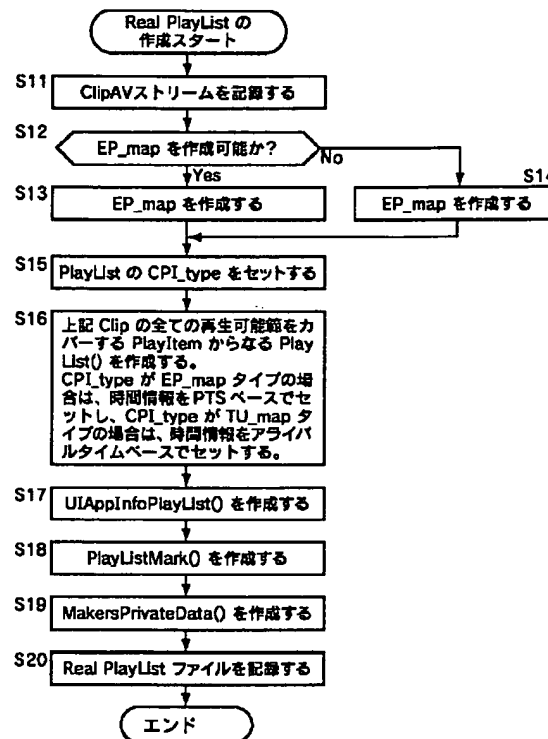 Real PlayList の
作成スタート
S11
ClipAVストリームを記録する
S12
EP_map を作成可能か?
No
Yes
S13
EP_map を作成する
S14
EP_map を作成する
S15
PlayList の CPI_type をセットする
S16
上記 Clip の全ての再生可能範をカ
バーする PlayItem からなる Play
List() を作成する。
CPI_type が EP_map タイプの場
合は、時間情報をPTS ベースでセ
ットし、CPI_type が TU_map タ
イプの場合は、時間情報をアライバ
ルタイムベースでセットする。
S17
UIAppInfoPlayList() を作成する
S18
PlayListMark() を作成する
S19
MakersPrivateData() を作成する
S20
Real PlayList ファイルを記録する
エンド